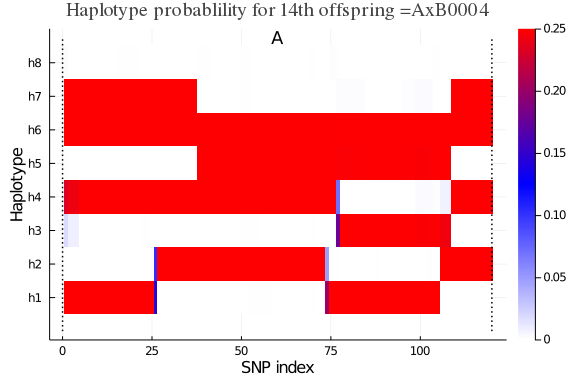 Haplotype probablility for 14th offspring =AxB0004
A
Haplotype
h8
h7
h6
h5
h4
h3
h2
h1
0
25
50
75
100
SNP index
0.25
0.20
0.15
0.10
0.05
0